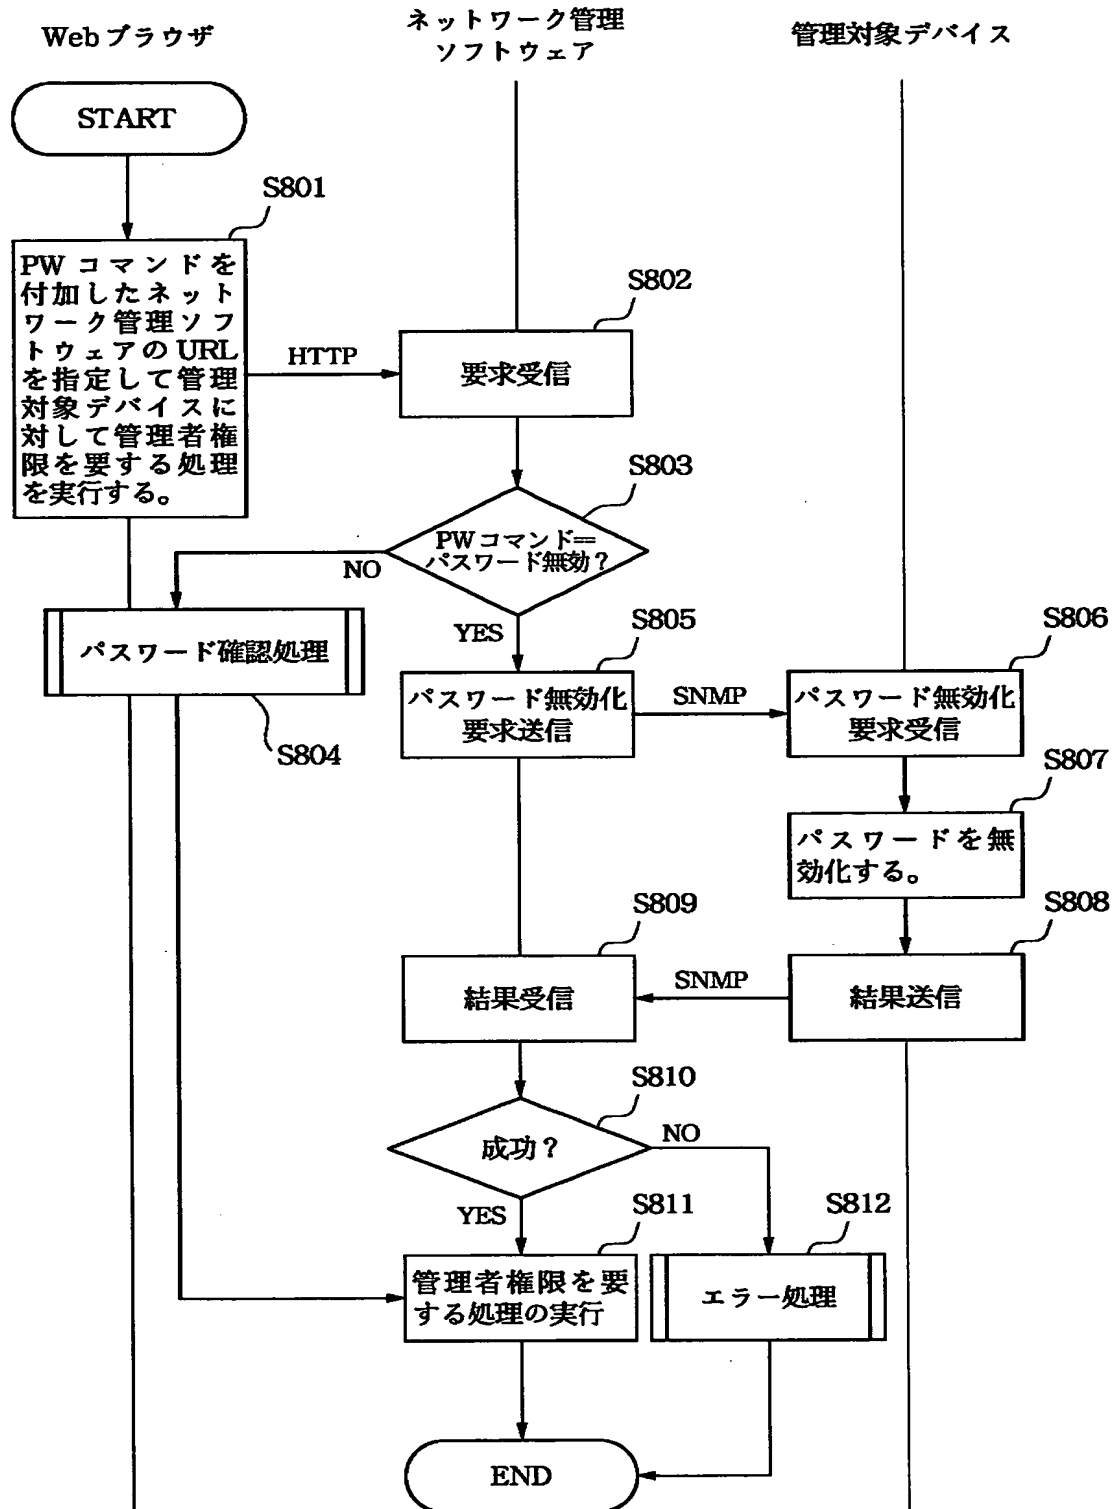 Webブラウザ
ネットワーク管理
ソフトウェア
管理対象デバイス
START
S801
PWコマンドを
付加したネット
ワーク管理ソフ
トウェアのURL
を指定して管理
対象デバイスに
対して管理者権
限を要する処理
を実行する。
HTTP
S802
要求受信
S803
PWコマンド=
パスワード無効?
NO
YES
パスワード確認処理
S804
S805
パスワード無効化
要求送信
SNMP
S806
パスワード無効化
要求受信
S807
パスワードを無
効化する。
S808
結果送信
SNMP
S809
結果受信
S810
成功?
NO
YES
S811
管理者権限を要
する処理の実行
S812
エラー処理
END